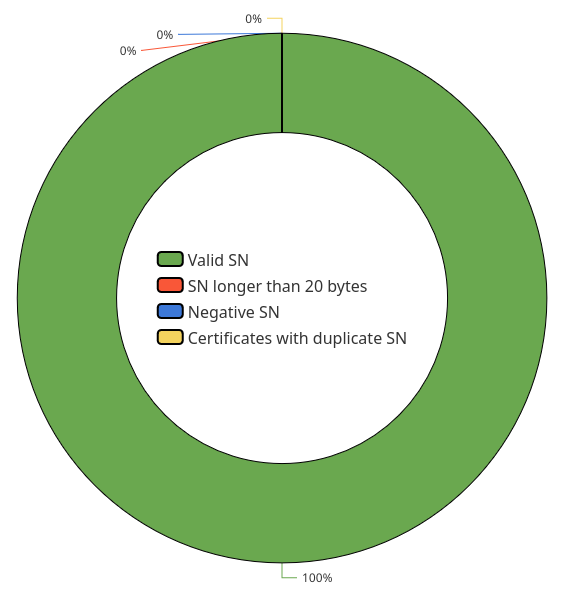 0%
0%
0%
Valid SN
SN longer than 20 bytes
Negative SN
Certificates with duplicate SN
100%